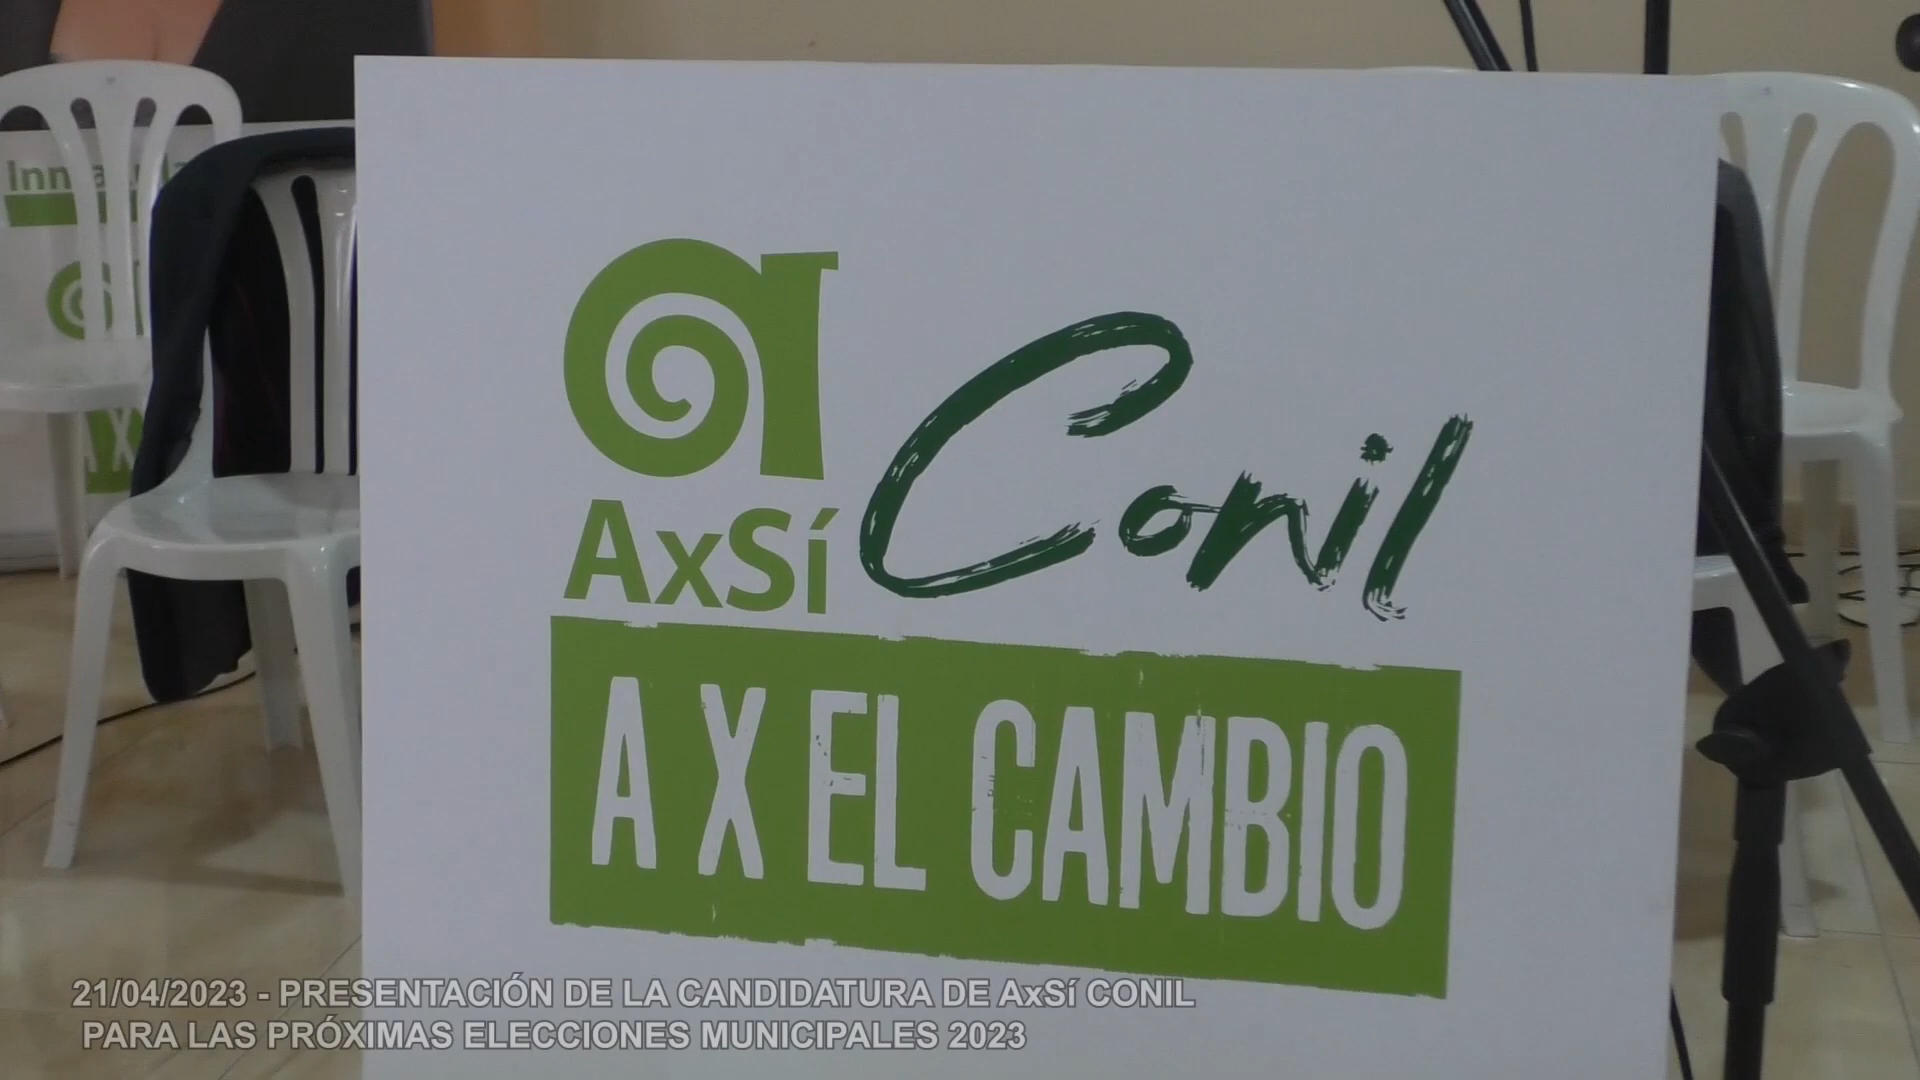 AxSí Conil
A X EL CAMBIO
A X
21/04/2023 - PRESENTACIÓN DE LA CANDIDATURA DE AxSí CONIL
PARA LAS PRÓXIMAS ELECCIONES MUNICIPALES 2023